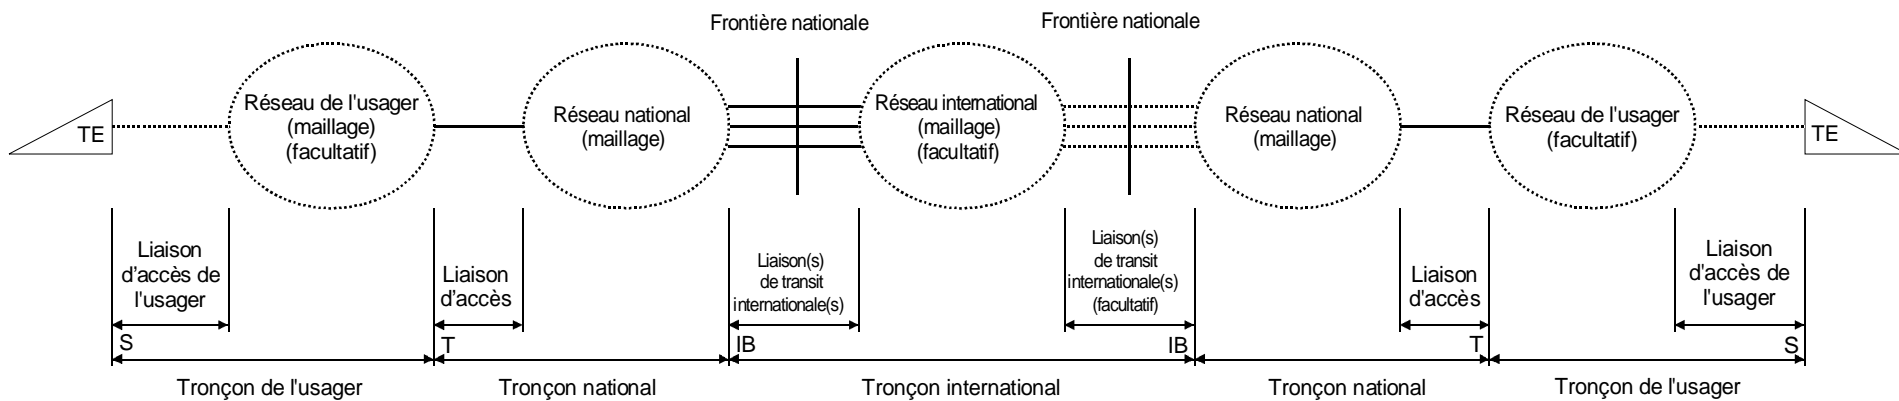 Frontière nationale
Frontière nationale
TE
Réseau de l'usager
(maillage)
(facultatif)
Réseau national
(maillage)
Réseau international
(maillage)
(facultatif)
Réseau national
(maillage)
Réseau de l'usager
(facultatif)
TE
Liaison
d'accès de
l'usager
Liaison
d'accès
Liaison(s)
de transit
internationale(s)
Liaison(s)
de transit
internationale(s)
(facultatif)
Liaison
d'accès
Liaison
d'accès de
l'usager
S
T
IB
IB
T
S
Tronçon de l'usager
Tronçon national
Tronçon international
Tronçon national
Tronçon de l'usager